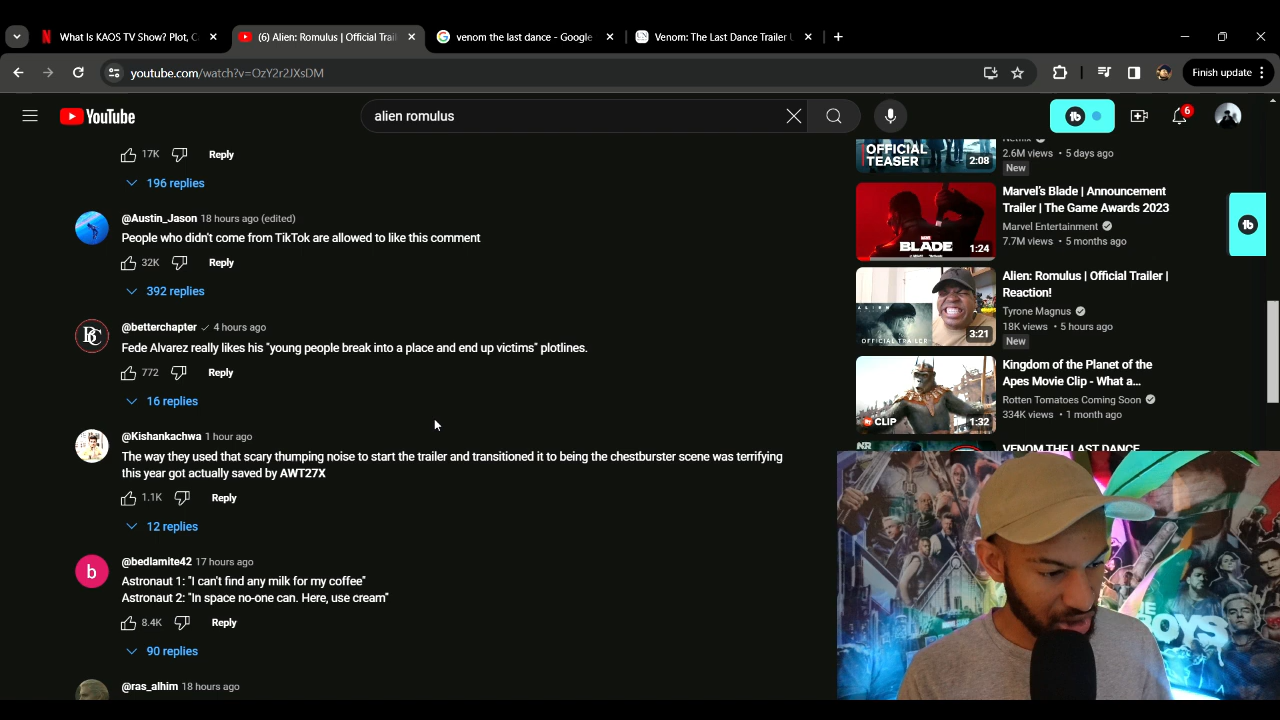 What Is KAOS TV Show? Plot, C
(6) Alien: Romulus | Official Trail
venom the last dance - Google
Venom: The Last Dance Trailer
youtube.com/watch?v=OzY2r2JXsDM
Finish update
YouTube
alien romulus
6
17K
Reply
196 replies
@Austin_Jason 18 hours ago (edited)
People who didn't come from TikTok are allowed to like this comment
32K
Reply
392 replies
@betterchapter 4 hours ago
Fede Alvarez really likes his "young people break into a place and end up victims" plotlines.
772
Reply
16 replies
@Kishankachwa 1 hour ago
The way they used that scary thumping noise to start the trailer and transitioned it to being the chestburster scene was terrifying
this year got actually saved by AWT27X
1.1K
Reply
12 replies
b
@bedlamite42 17 hours ago
Astronaut 1: "I can't find any milk for my coffee"
Astronaut 2: "In space no-one can. Here, use cream"
8.4K
Reply
90 replies
@ras_alhim 18 hours ago
OFFICIAL
TEASER
2:08
2.6M views • 5 days ago
New
BLADE
1:24
Marvel's Blade | Announcement
Trailer | The Game Awards 2023
Marvel Entertainment
7.7M views • 5 months ago
ALIEN
OFFICIAL TRAILER
3:21
Alien: Romulus | Official Trailer |
Reaction!
Tyrone Magnus
18K views • 5 hours ago
New
CLIP
1:32
Kingdom of the Planet of the
Apes Movie Clip - What a...
Rotten Tomatoes Coming Soon
334K views • 1 month ago
VENOM THE LAST DANCE
THE
BOYS